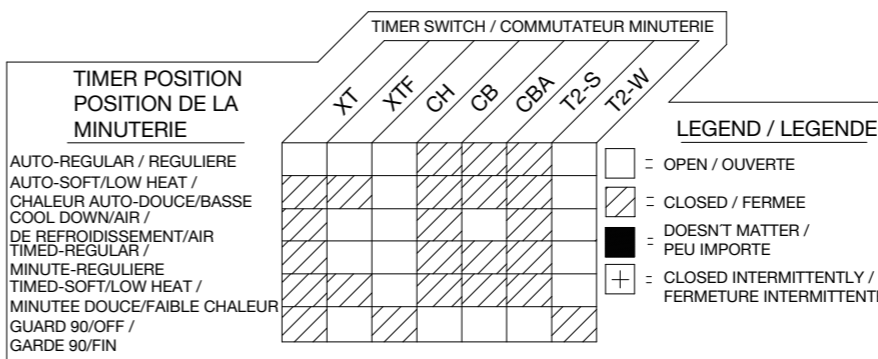 TIMER SWITCH / COMMUTATEUR MINUTERIE
TIMER POSITION
POSITION DE LA
MINUTERIE
XT
XTF
CH
CB
CBA
T2-S
T2-W
AUTO-REGULAR / REGULIERE
AUTO-SOFT/LOW HEAT /
CHALEUR AUTO-DOUCE/BASSE
COOL DOWN/AIR /
DE REFROIDISSEMENT/AIR
TIMED-REGULAR /
MINUTE-REGULIERE
TIMED-SOFT/LOW HEAT /
MINUTEE DOUCE/FAIBLE CHALEUR
GUARD 90/OFF /
GARDE 90/FIN
LEGEND / LEGENDE
= OPEN / OUVERTE
= CLOSED / FERMEE
= DOESN'T MATTER /
PEU IMPORTE
+ = CLOSED INTERMITTENTLY /
FERMETURE INTERMITTENT